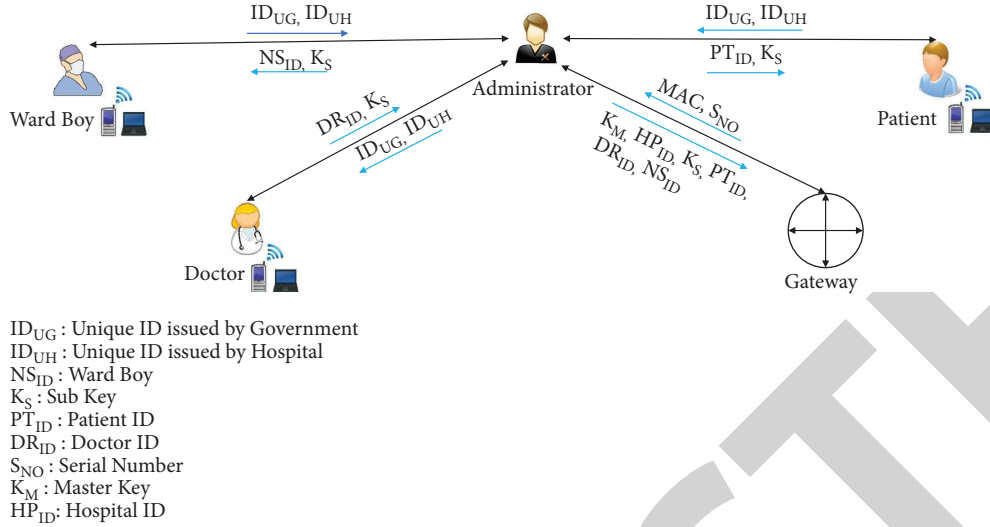 ID_UG, ID_UH
NS_ID, K_S
ID_UG, ID_UH
PT_ID, K_S
Ward Boy
Administrator
Patient
DR_ID, K_S
ID_UG, ID_UH
MAC, S_NO
K_M, HP_ID, K_S, PT_ID,
DR_ID, NS_ID
Doctor
Gateway
ID_UG : Unique ID issued by Government
ID_UH : Unique ID issued by Hospital
NS_ID : Ward Boy
K_S : Sub Key
PT_ID : Patient ID
DR_ID : Doctor ID
S_NO : Serial Number
K_M : Master Key
HP_ID: Hospital ID